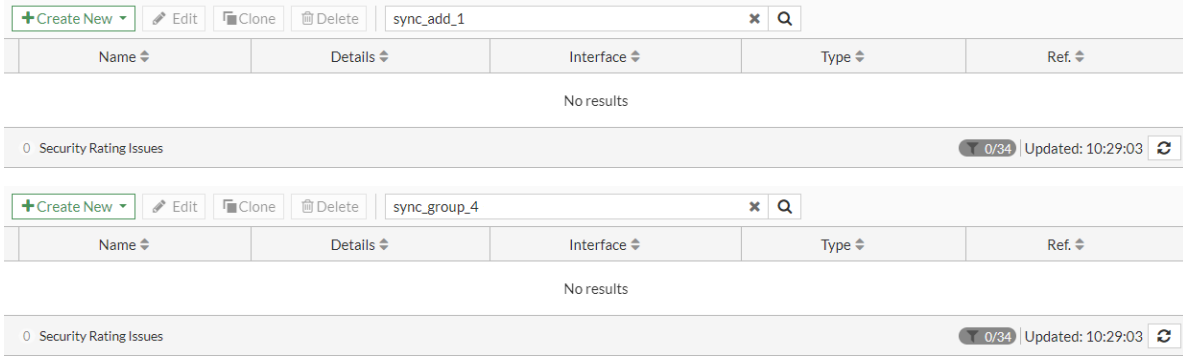 Create New Edit Clone Delete sync_add_1
Name Details Interface Type Ref.
No results
0 Security Rating Issues 0/34 Updated: 10:29:03
Create New Edit Clone Delete sync_group_4
Name Details Interface Type Ref.
No results
0 Security Rating Issues 0/34 Updated: 10:29:03